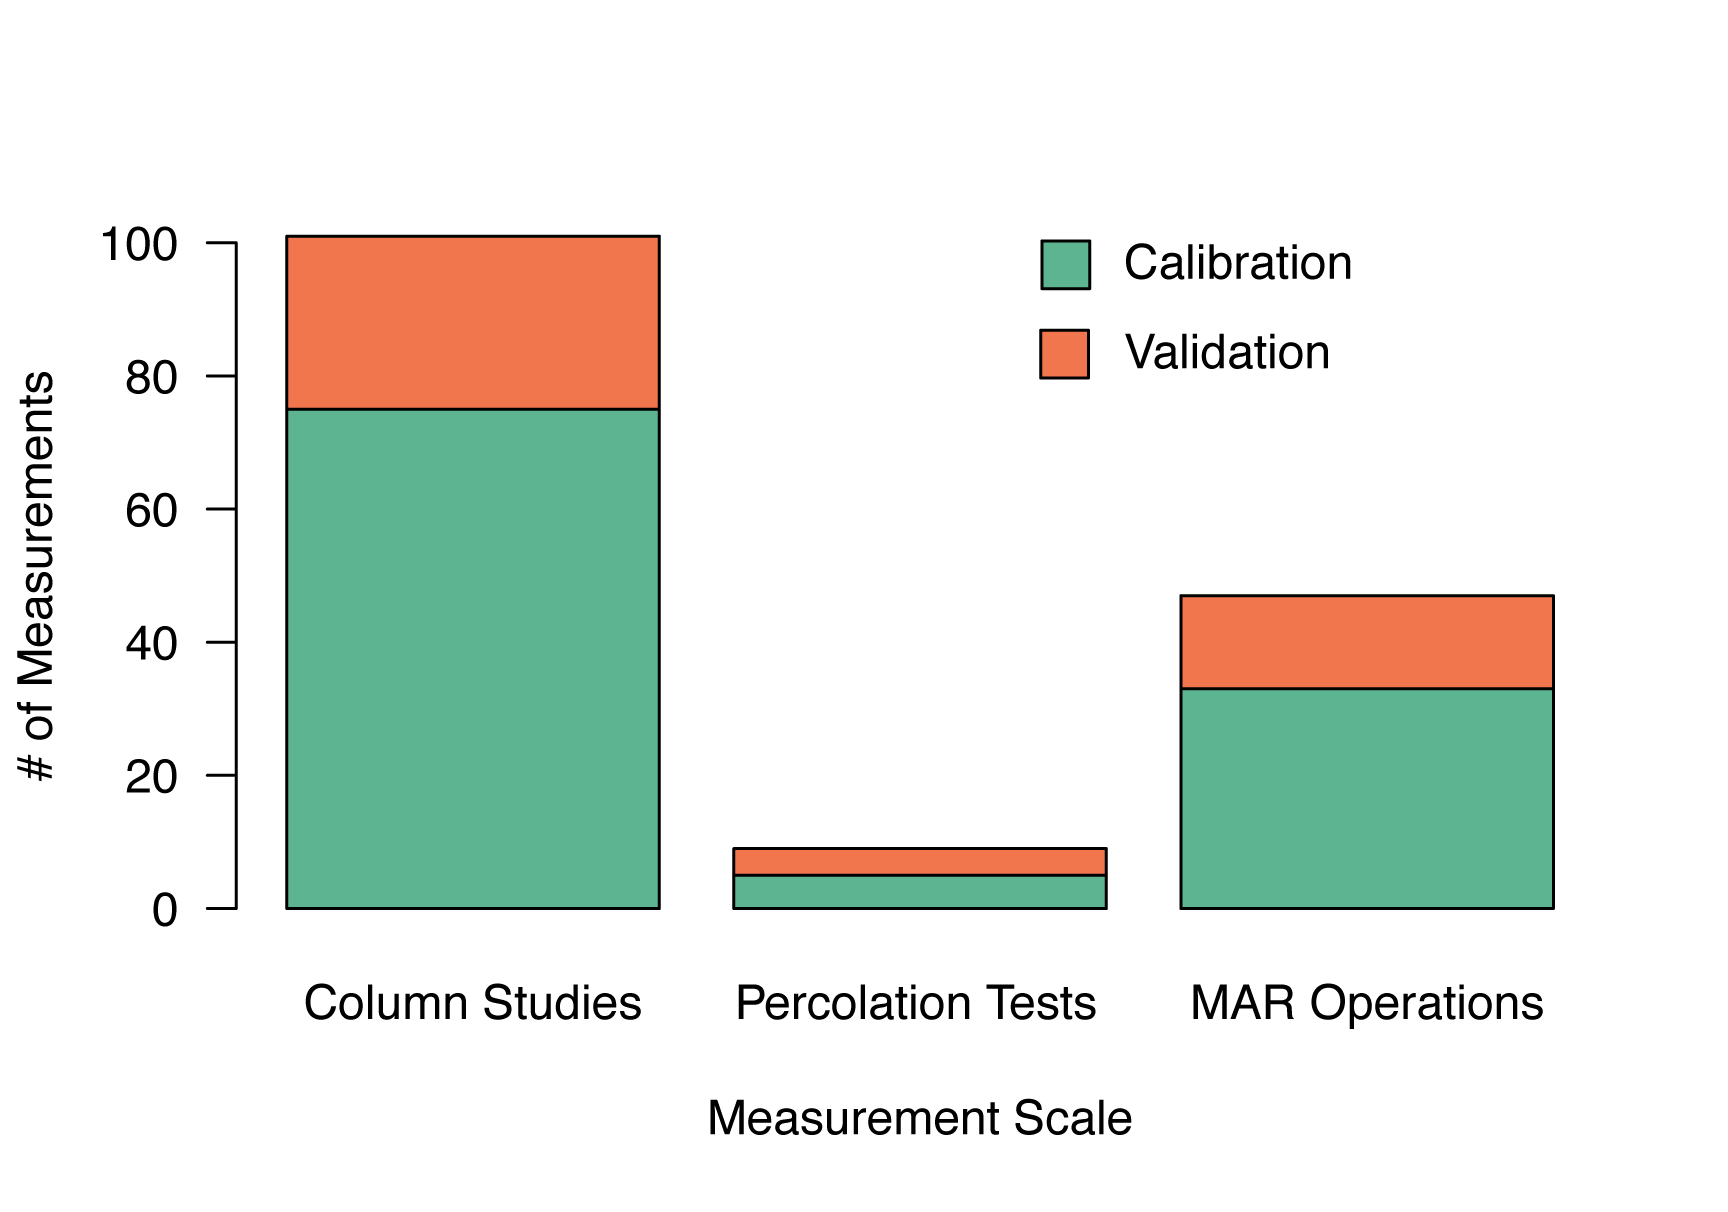 100
80
60
40
20
0
# of Measurements
Calibration
Validation
Column Studies
Percolation Tests
MAR Operations
Measurement Scale